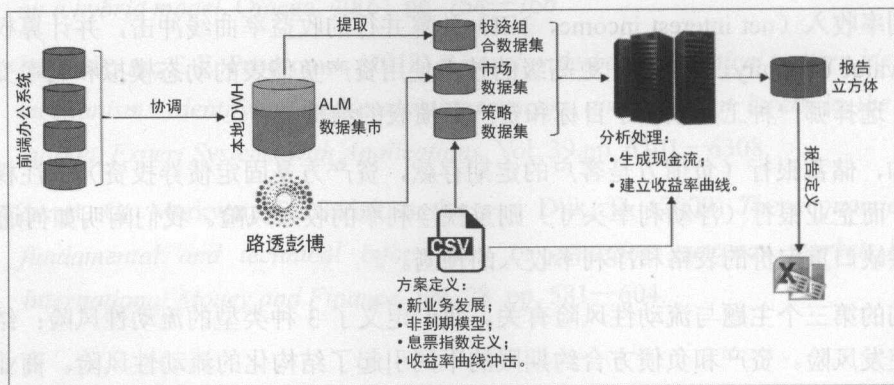 前端办公系统
协调
本地DWH
提取
ALM
数据集市
路透彭博
投资组
合数据集
市场
数据集
策略
数据集
CSV
方案定义：
·新业务发展；
·非到期模型；
·息票指数定义；
·收益率曲线冲击。
分析处理：
·生成现金流；
·建立收益率曲线。
报告
立方体
报告定义
X